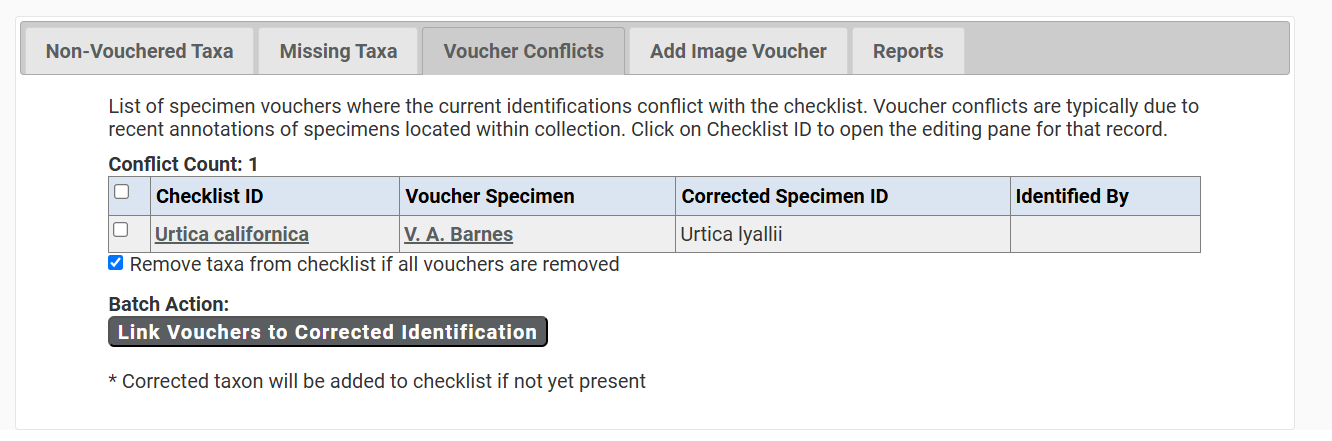 Non-Vouchered Taxa Missing Taxa Voucher Conflicts Add Image Voucher Reports
List of specimen vouchers where the current identifications conflict with the checklist. Voucher conflicts are typically due to
recent annotations of specimens located within collection. Click on Checklist ID to open the editing pane for that record.
Conflict Count: 1
Checklist ID Voucher Specimen Corrected Specimen ID Identified By
Urtica californica V. A. Barnes Urtica lyallii
Remove taxa from checklist if all vouchers are removed
Batch Action:
Link Vouchers to Corrected Identification
* Corrected taxon will be added to checklist if not yet present